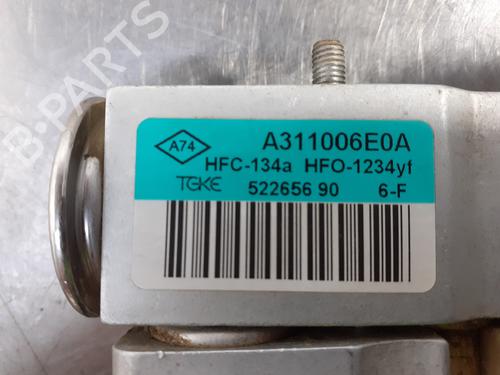 B-PARTS
A74
A311006E0A
HFC-134a HFO-1234yf
TGKE 522656 90 6-F